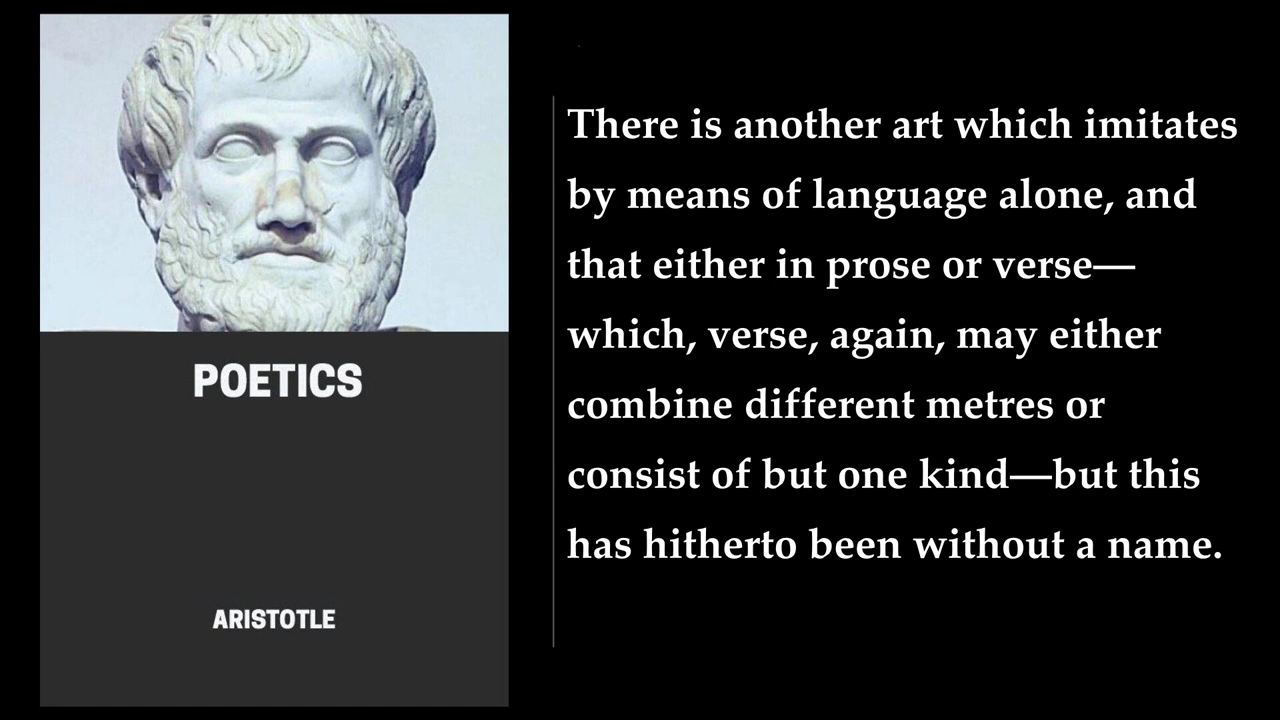 POETICS
ARISTOTLE
There is another art which imitates
by means of language alone, and
that either in prose or verse—
which, verse, again, may either
combine different metres or
consist of but one kind—but this
has hitherto been without a name.